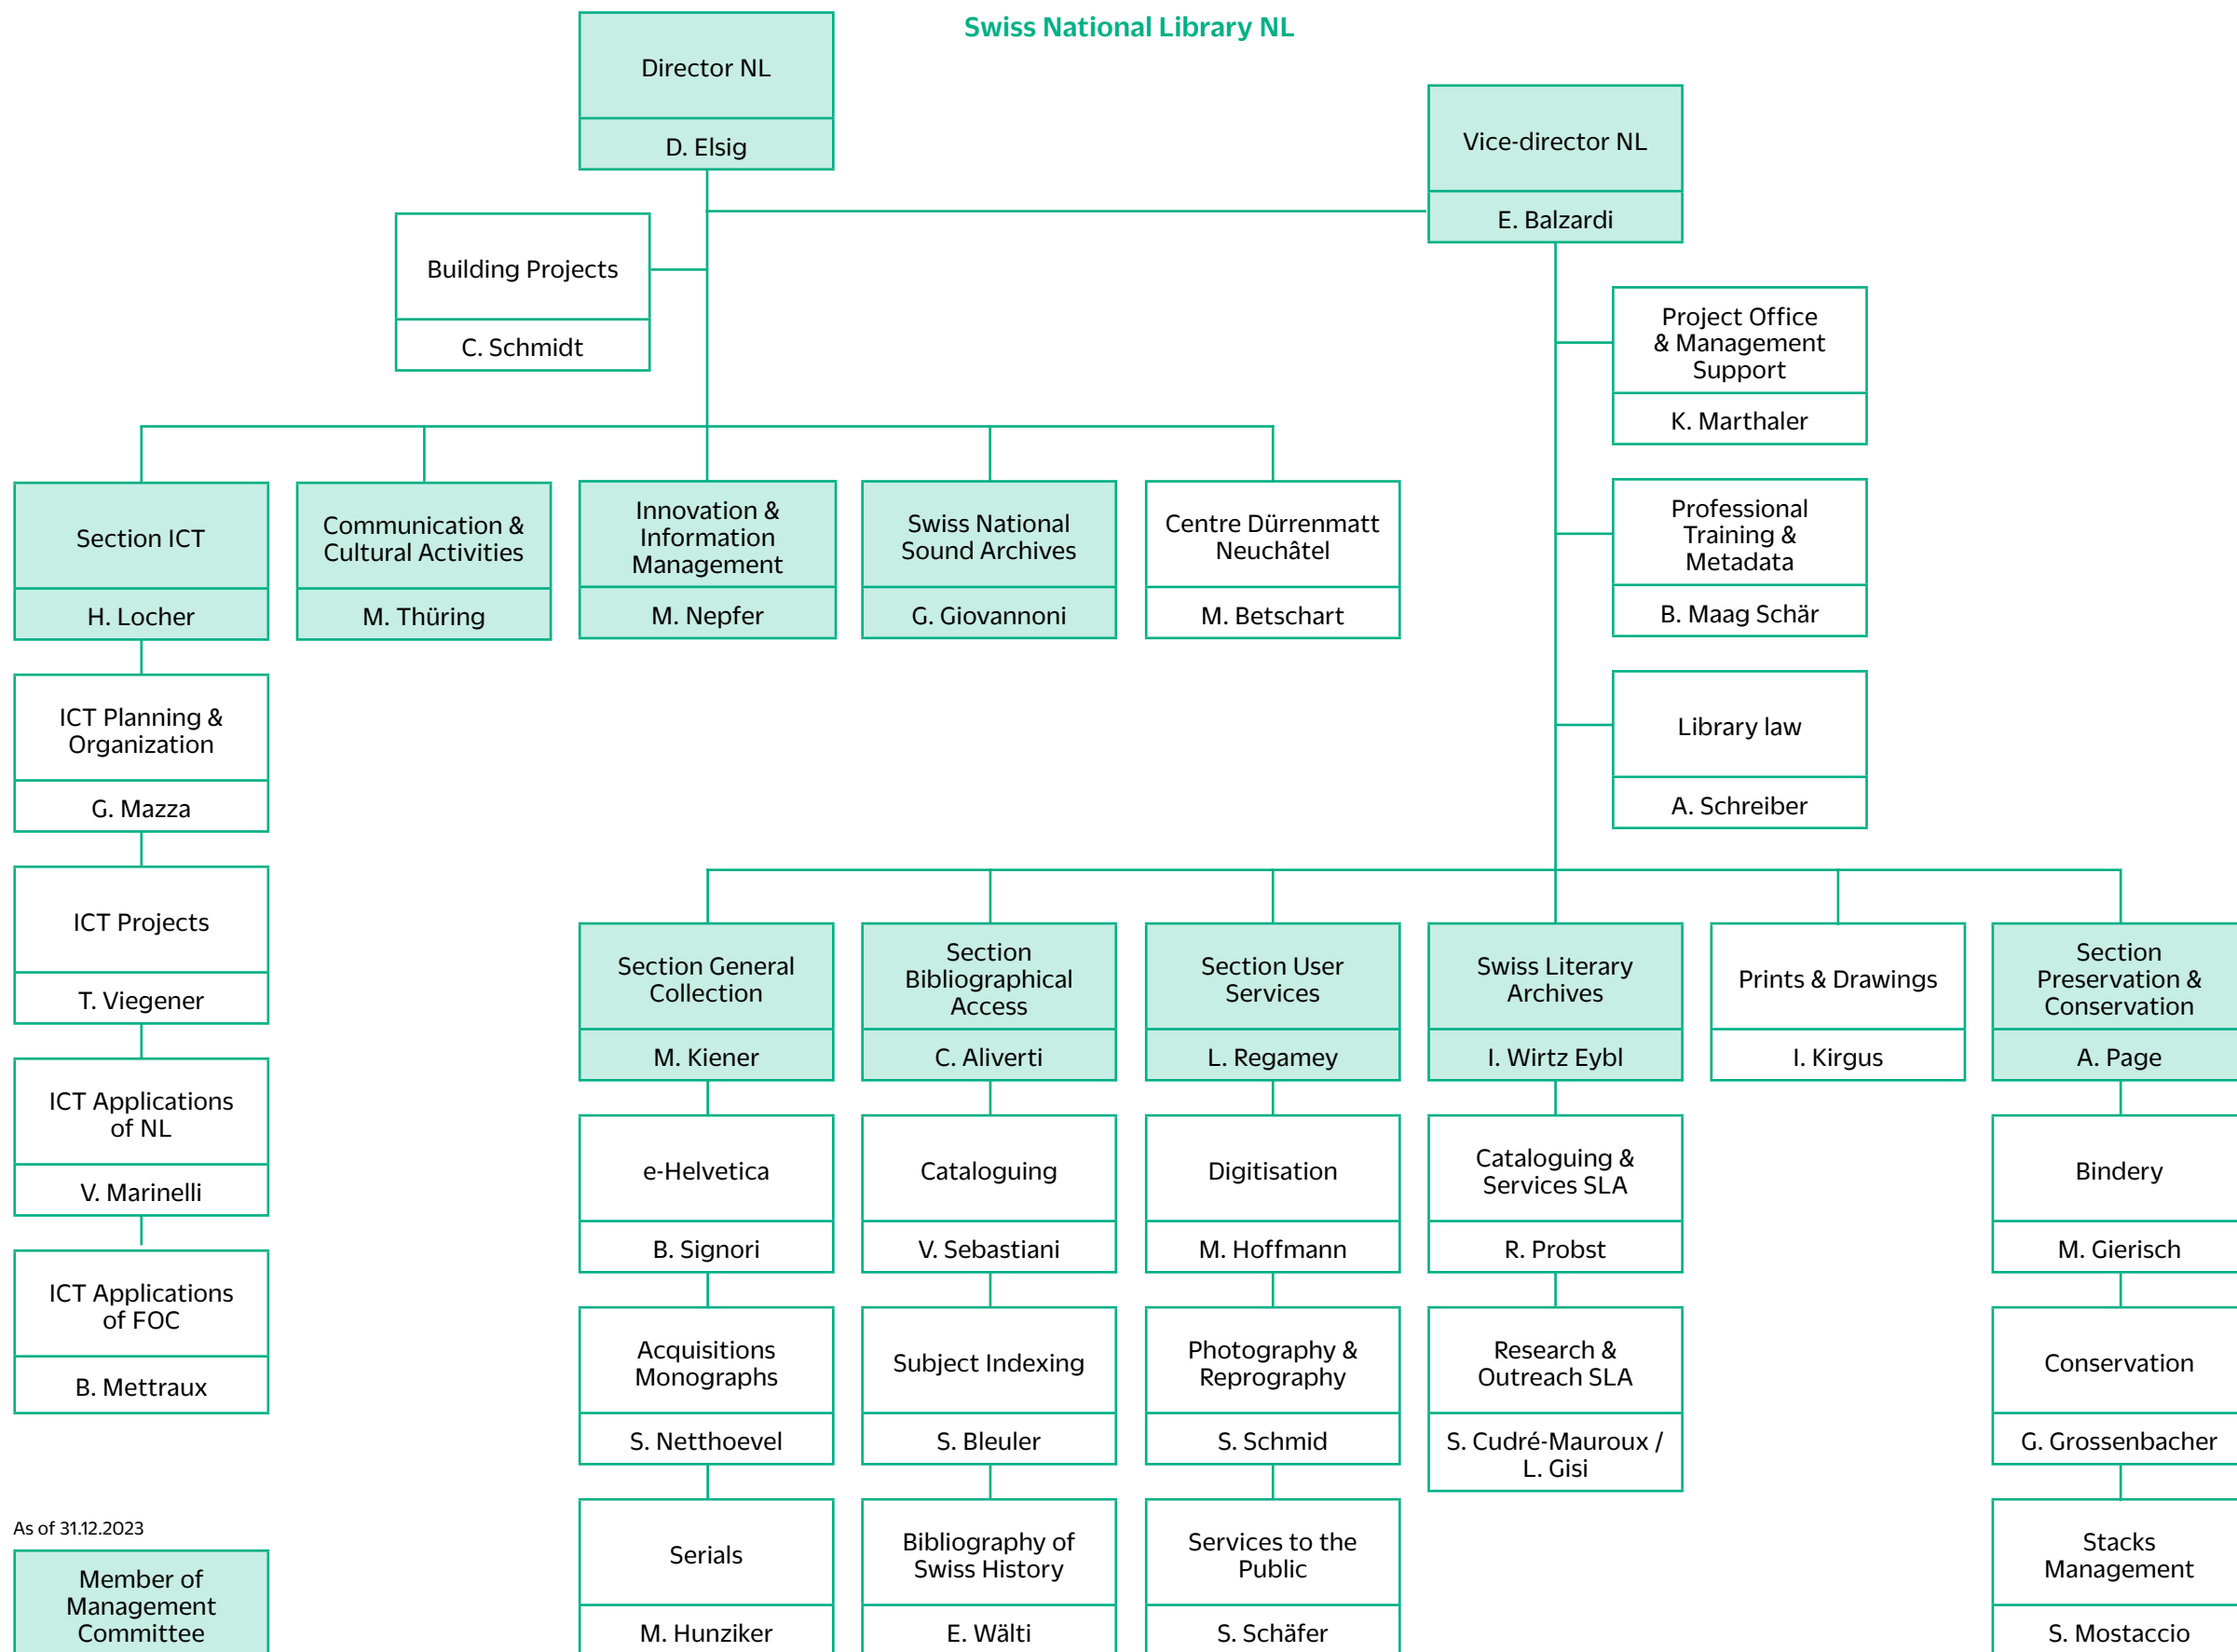 Swiss National Library NL
Director NL
D. Elsig
Vice-director NL
E. Balzardi
Building Projects
C. Schmidt
Project Office
& Management
Support
K. Marthaler
Professional
Training &
Metadata
B. Maag Schär
Library law
A. Schreiber
Section ICT
H. Locher
Communication &
Cultural Activities
M. Thüring
Innovation &
Information
Management
M. Nepfer
Swiss National
Sound Archives
G. Giovannoni
Centre Dürrenmatt
Neuchâtel
M. Betschart
ICT Planning &
Organization
G. Mazza
ICT Projects
T. Viegener
ICT Applications
of NL
V. Marinelli
ICT Applications
of FOC
B. Mettraux
Section General
Collection
M. Kiener
e-Helvetica
B. Signori
Acquisitions
Monographs
S. Netthoevel
Serials
M. Hunziker
Section
Bibliographical
Access
C. Aliverti
Cataloguing
V. Sebastiani
Subject Indexing
S. Bleuler
Bibliography of
Swiss History
E. Wälti
Section User
Services
L. Regamey
Digitisation
M. Hoffmann
Photography &
Reprography
S. Schmid
Services to the
Public
S. Schäfer
Swiss Literary
Archives
I. Wirtz Eybl
Cataloguing &
Services SLA
R. Probst
Research &
Outreach SLA
S. Cudré-Mauroux /
L. Gisi
Prints & Drawings
I. Kirgus
Section
Preservation &
Conservation
A. Page
Bindery
M. Gierisch
Conservation
G. Grossenbacher
Stacks
Management
S. Mostaccio
As of 31.12.2023
Member of
Management
Committee